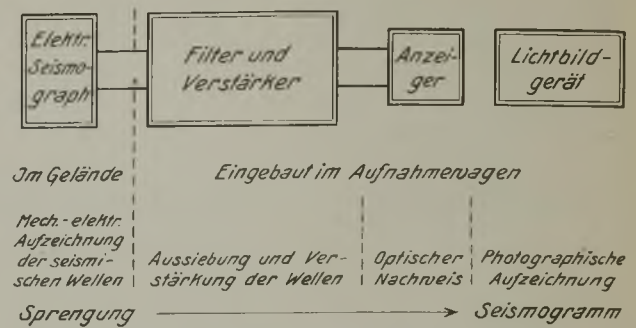 Elektr.
Seismo-
graph
Filter und
Verstärker
Anzei-
ger
Lichtbild-
gerät
Im Gelände
Eingebaut im Aufnahmewagen
Mech.-elektr.
Aufzeichnung
der seismi-
schen Wellen
Aussiebung und Ver-
stärkung der Wellen
Optischer
Nachweis
Photographische
Aufzeichnung
Sprengung
Seismogramm